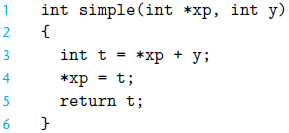 1 int simple(int *xp, int y)
2 {
3 int t = *xp + y;
4 *xp = t;
5 return t;
6 }